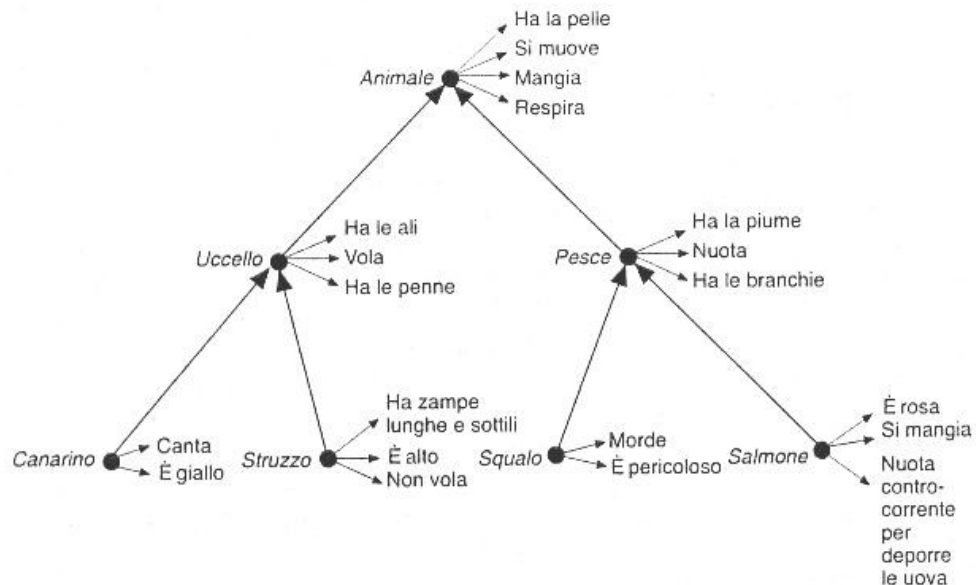 Ha la pelle
Si muove
Animale
Mangia
Respira
Ha le ali
Uccello
Vola
Ha le penne
Ha la piume
Pesce
Nuota
Ha le branchie
Canarino
Canta
È giallo
Struzzo
Ha zampe
lunghe e sottili
È alto
Non vola
Squalo
Morde
È pericoloso
Salmone
È rosa
Si mangia
Nuota
contro-
corrente
per
deporre
le uova